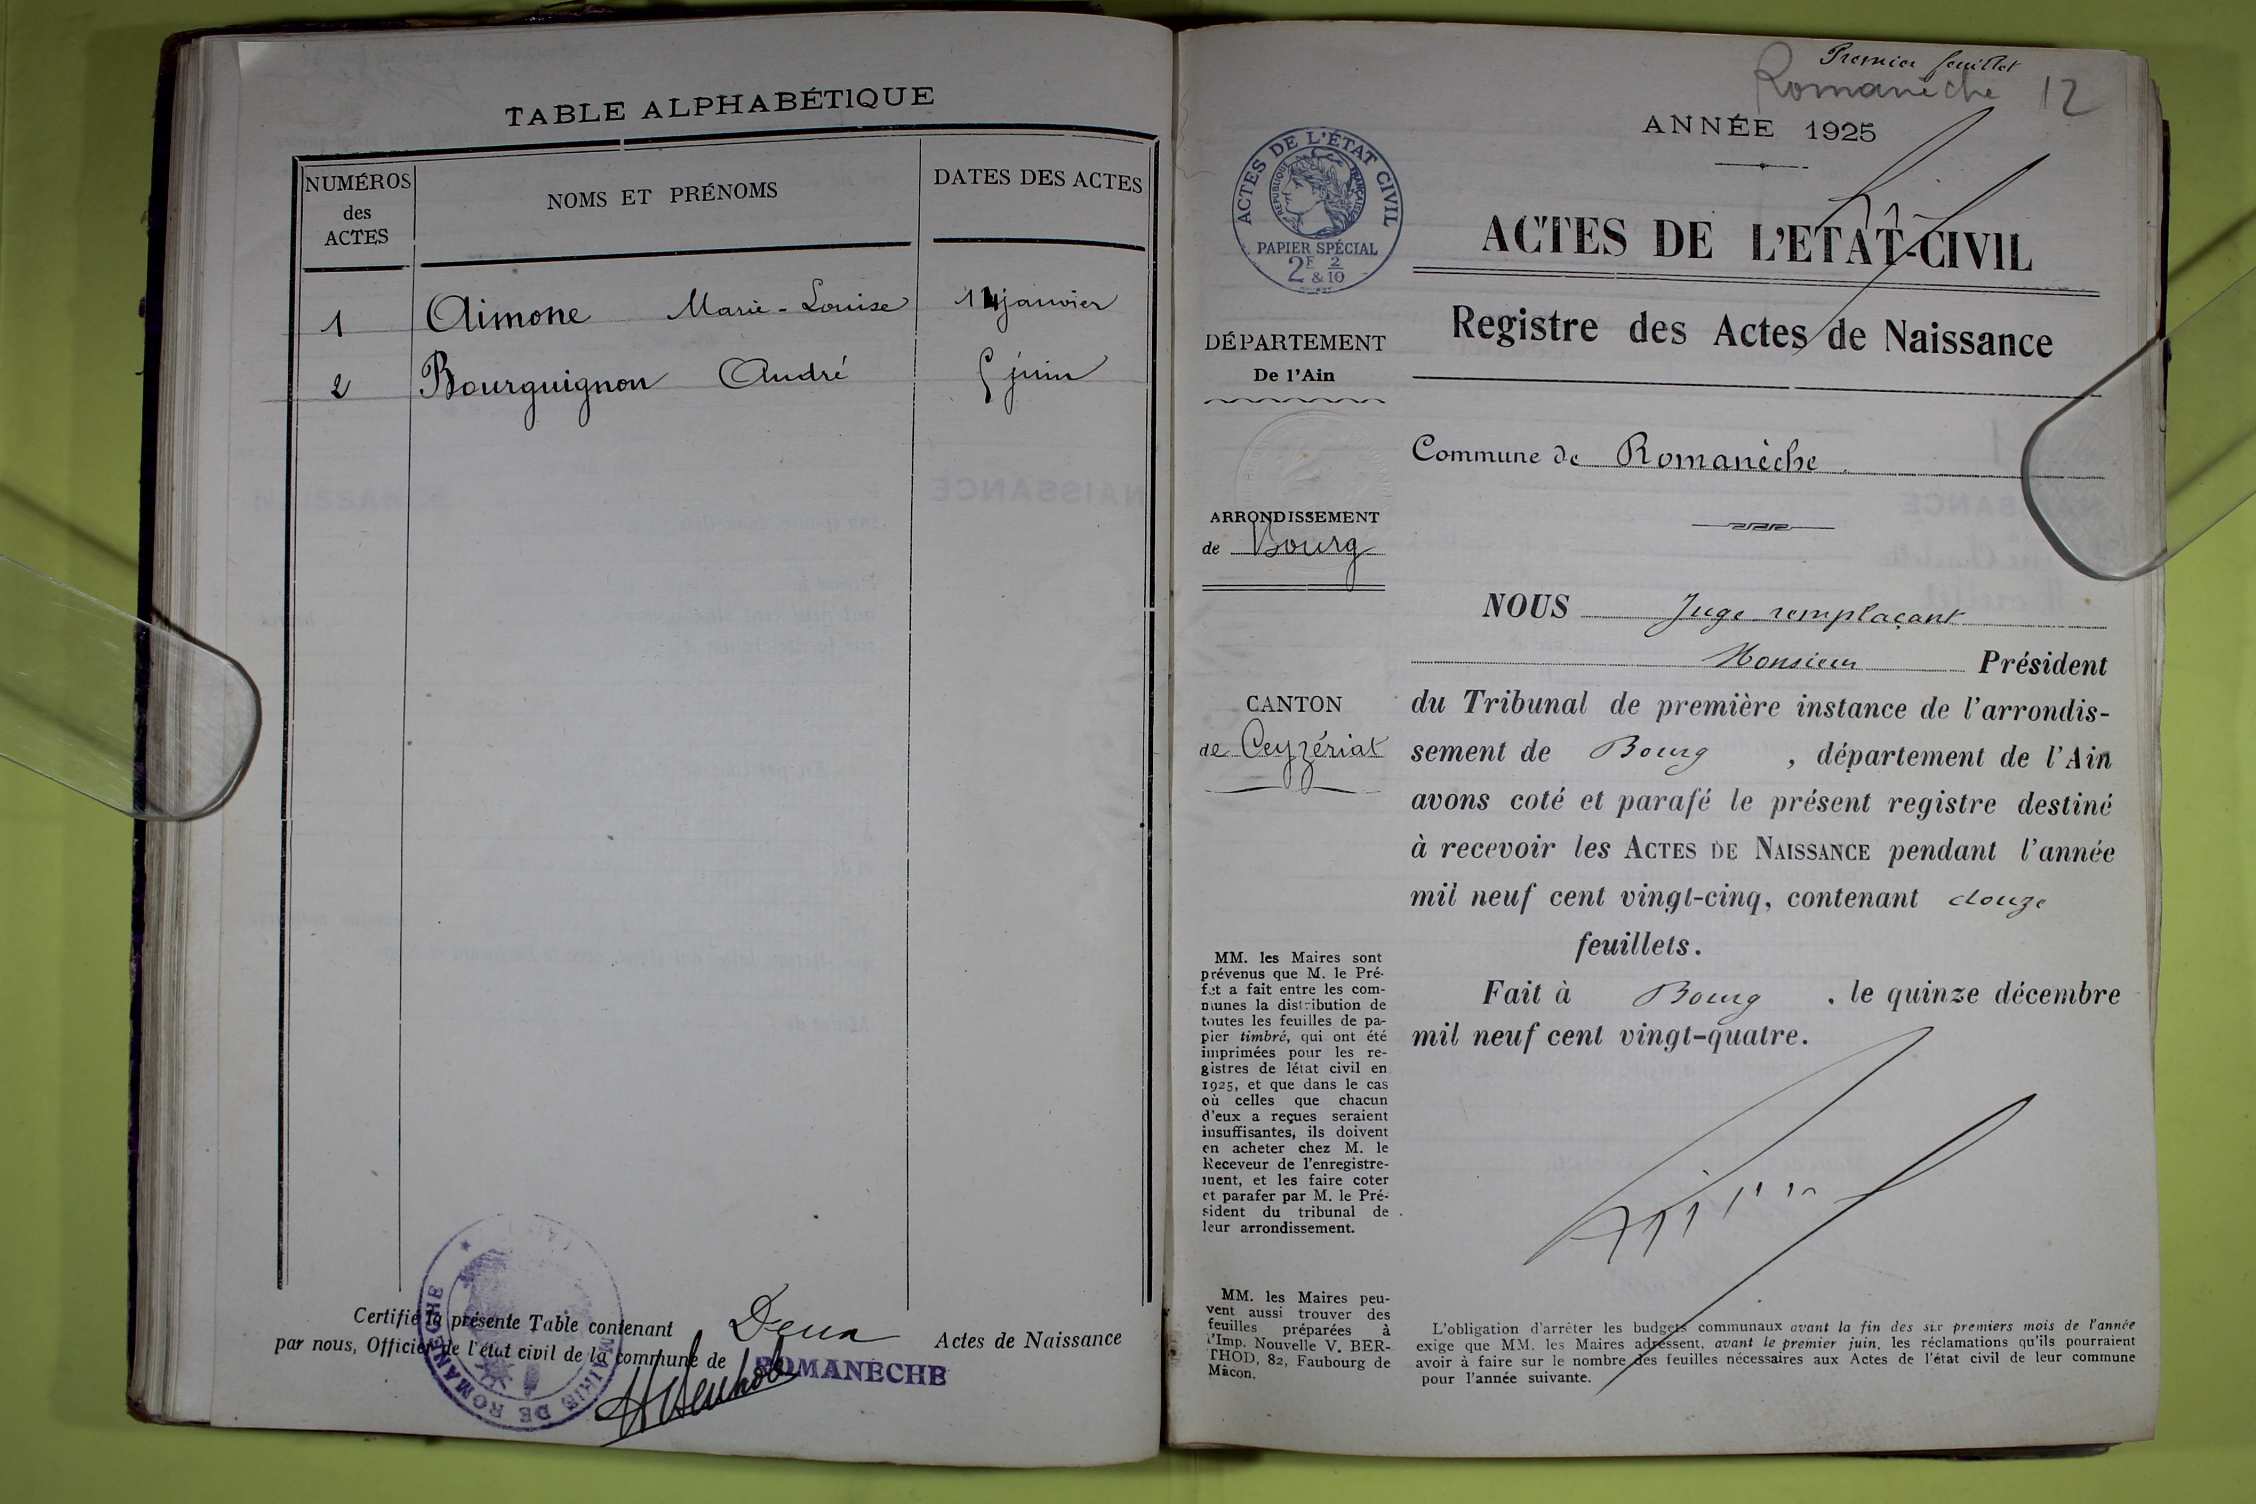 TABLE ALPHABÉTIQUE
NUMÉROS
des
ACTES
NOMS ET PRÉNOMS
DATES DES ACTES
1 Aimone Marie-Louise 14 janvier
2 Bourguignon André 5 juin
Certifié la présente Table contenant Deux Actes de Naissance
par nous, Officier de l'état civil de la commune de ROMANÈCHE
MAIRIE DE ROMANÈCHE
Premier feuillet
Romanèche 12
ANNÉE 1925
ACTES DE L'ÉTAT CIVIL
RÉPUBLIQUE FRANÇAISE
PAPIER SPÉCIAL
2F & 2/10
ACTES DE L'ÉTAT-CIVIL
Registre des Actes de Naissance
DÉPARTEMENT
De l'Ain
Commune de Romanèche
ARRONDISSEMENT
de Bourg
CANTON
de Ceyzériat
NOUS Juge remplaçant
Monsieur Président
du Tribunal de première instance de l'arrondis-
sement de Bourg, département de l'Ain
avons coté et parafé le présent registre destiné
à recevoir les ACTES DE NAISSANCE pendant l'année
mil neuf cent vingt-cinq, contenant douze
feuillets.
Fait à Bourg, le quinze décembre
mil neuf cent vingt-quatre.
MM. les Maires sont
prévenus que M. le Pré-
fet a fait entre les com-
munes la distribution de
toutes les feuilles de pa-
pier timbré, qui ont été
imprimées pour les re-
gistres de létat civil en
1925, et que dans le cas
où celles que chacun
d'eux a reçues seraient
insuffisantes, ils doivent
en acheter chez M. le
Receveur de l'enregistre-
ment, et les faire coter
et parafer par M. le Pré-
sident du tribunal de
leur arrondissement.
MM. les Maires peu-
vent aussi trouver des
feuilles préparées à
l'Imp. Nouvelle V. BER-
THOD, 82, Faubourg de
Mâcon.
L'obligation d'arrêter les budgets communaux avant la fin des six premiers mois de l'année
exige que MM. les Maires adressent, avant le premier juin, les réclamations qu'ils pourraient
avoir à faire sur le nombre des feuilles nécessaires aux Actes de l'état civil de leur commune
pour l'année suivante.